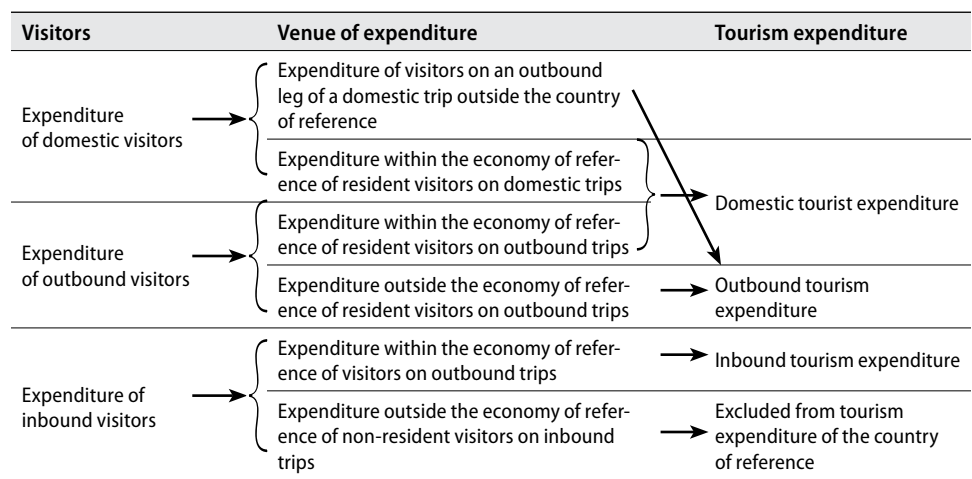 Visitors
Venue of expenditure
Tourism expenditure
Expenditure
of domestic visitors
Expenditure of visitors on an outbound
leg of a domestic trip outside the country
of reference
Expenditure within the economy of refer-
ence of resident visitors on domestic trips
Domestic tourist expenditure
Expenditure
of outbound visitors
Expenditure within the economy of refer-
ence of resident visitors on outbound trips
Expenditure outside the economy of refer-
ence of resident visitors on outbound trips
Outbound tourism
expenditure
Expenditure of
inbound visitors
Expenditure within the economy of refer-
ence of visitors on outbound trips
Inbound tourism expenditure
Expenditure outside the economy of refer-
ence of non-resident visitors on inbound
trips
Excluded from tourism
expenditure of the country
of reference